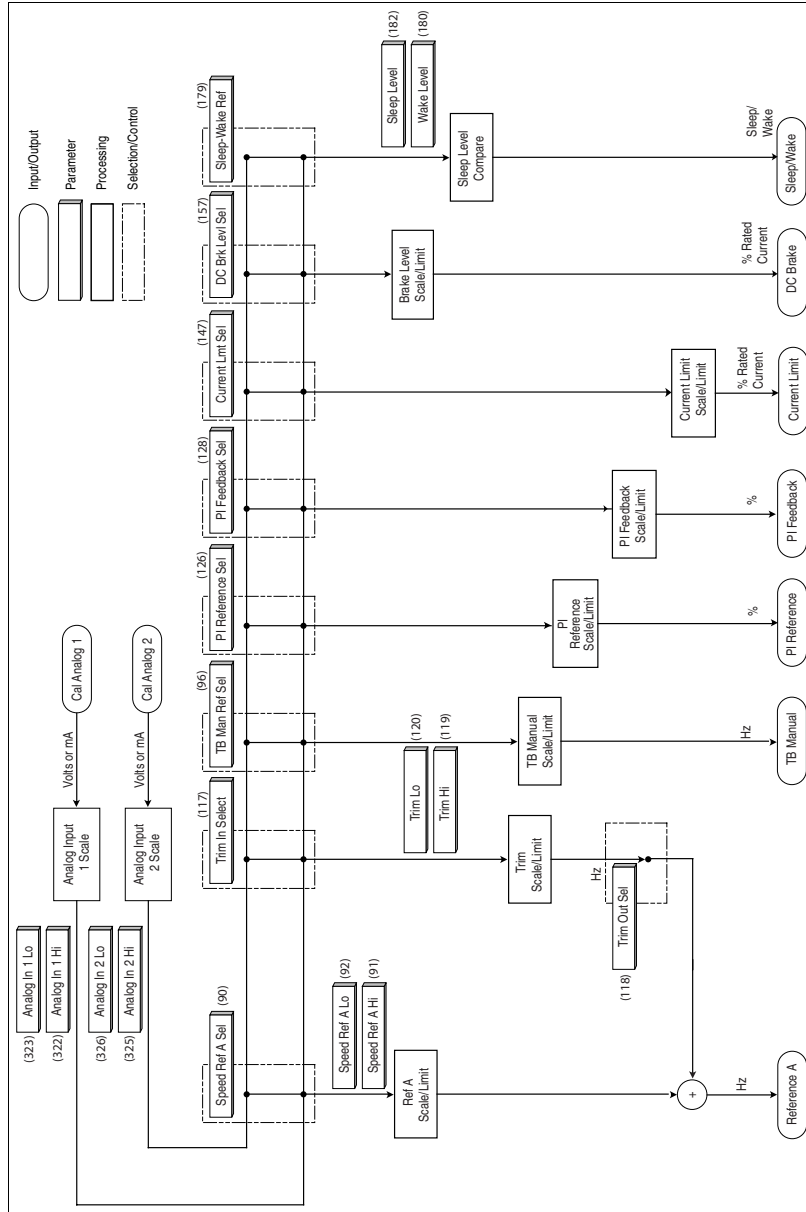 Input/Output
Parameter
Processing
Selection/Control
Cal Analog 1
Cal Analog 2
Volts or mA
Volts or mA
Analog Input
1 Scale
Analog Input
2 Scale
Analog In 1 Lo
(323)
Analog In 1 Hi
(322)
Analog In 2 Lo
(326)
Analog In 2 Hi
(325)
Speed Ref A Sel
(90)
Trim In Select
(117)
TB Man Ref Sel
(96)
PI Reference Sel
(126)
PI Feedback Sel
(128)
Current Lmt Sel
(147)
DC Brk Levl Sel
(157)
Sleep-Wake Ref
(179)
Speed Ref A Lo
(92)
Speed Ref A Hi
(91)
Trim Lo
(120)
Trim Hi
(119)
Sleep Level
(182)
Wake Level
(180)
Ref A
Scale/Limit
Trim
Scale/Limit
TB Manual
Scale/Limit
PI
Reference
Scale/Limit
PI Feedback
Scale/Limit
Current Limit
Scale/Limit
Brake Level
Scale/Limit
Sleep Level
Compare
Hz
Trim Out Sel
(118)
+
Hz
Hz
%
%
% Rated
Current
% Rated
Current
Sleep/
Wake
Reference A
TB Manual
PI Reference
PI Feedback
Current Limit
DC Brake
Sleep/Wake